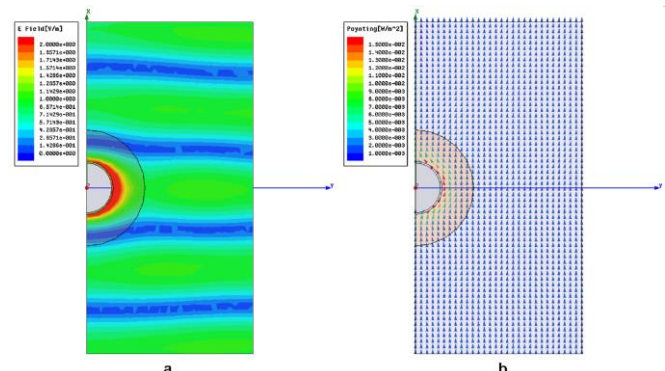 E Field[V/m]
2.0000e+000
1.8571e+000
1.7143e+000
1.5714e+000
1.4286e+000
1.2857e+000
1.1429e+000
1.0000e+000
8.5714e-001
7.1429e-001
5.7143e-001
4.2857e-001
2.8571e-001
1.4286e-001
0.0000e+000
x
y
a
Poynting[W/m^2]
1.5000e-002
1.4000e-002
1.3000e-002
1.2000e-002
1.1000e-002
1.0000e-002
9.0000e-003
8.0000e-003
7.0000e-003
6.0000e-003
5.0000e-003
4.0000e-003
3.0000e-003
2.0000e-003
1.0000e-003
x
y
b